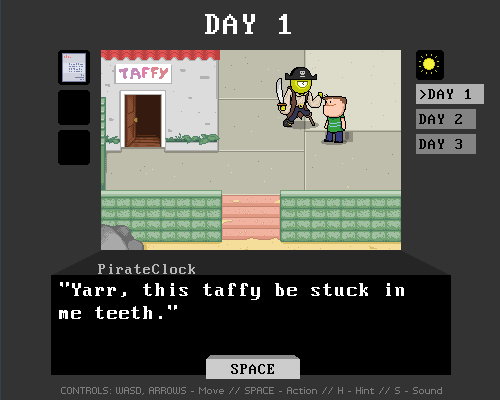 DAY 1
TAFFY
>DAY 1
DAY 2
DAY 3
PirateClock
"Yarr, this taffy be stuck in
me teeth."
SPACE
CONTROLS: WASD, ARROWS - Move // SPACE - Action // H - Hint // S - Sound